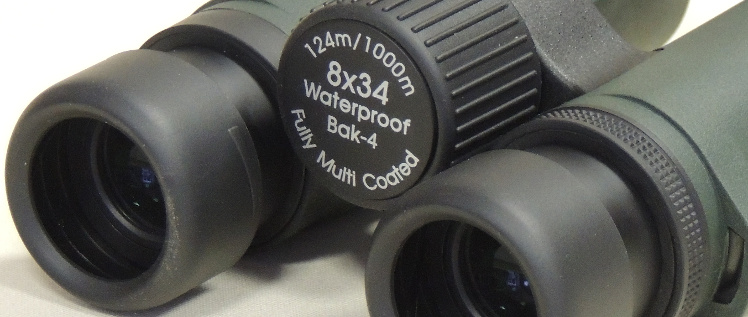 124m/1000m
8x34
Waterproof
Bak-4
Fully Multi Coated